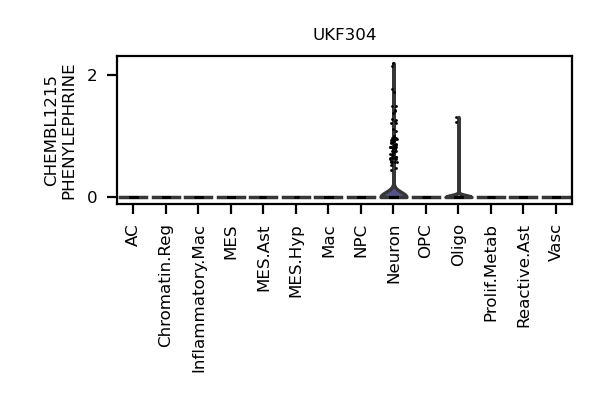 UKF304
CHEMBL1215
PHENYLEPHRINE
2
0
AC
Chromatin.Reg
Inflammatory.Mac
MES
MES.Ast
MES.Hyp
Mac
NPC
Neuron
OPC
Oligo
Prolif.Metab
Reactive.Ast
Vasc